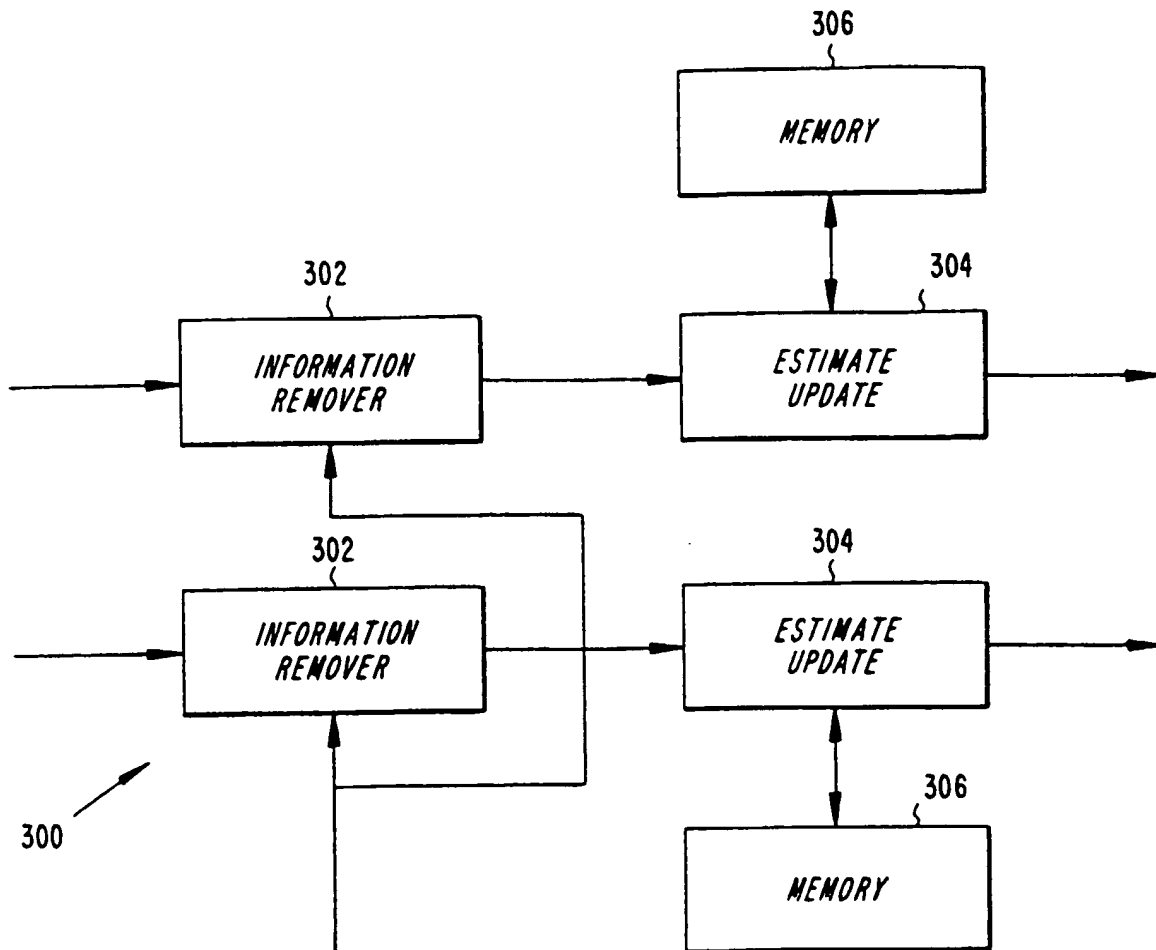 306
MEMORY
302
304
INFORMATION
REMOVER
ESTIMATE
UPDATE
302
304
INFORMATION
REMOVER
ESTIMATE
UPDATE
300
306
MEMORY